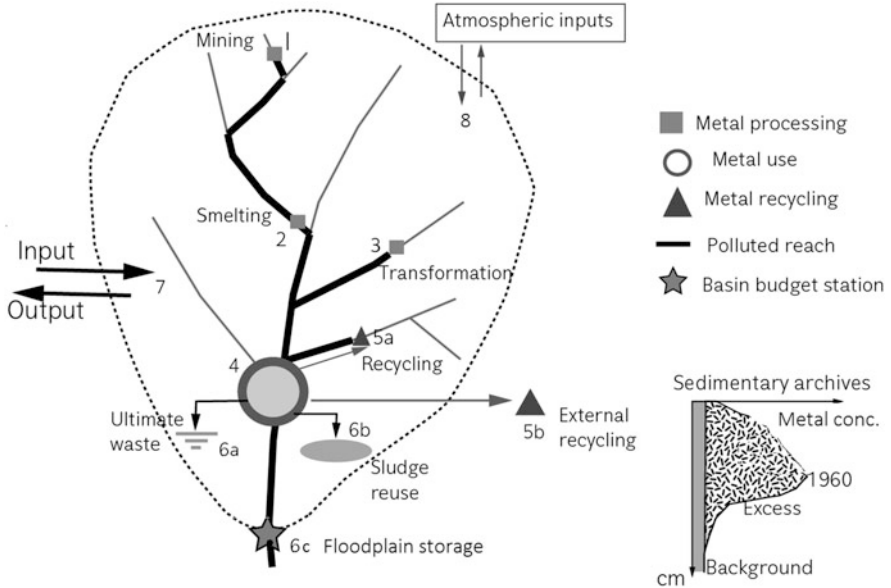 Atmospheric inputs
Mining
1
8
Metal processing
Metal use
Metal recycling
Polluted reach
Basin budget station
Smelting
2
3
Transformation
Input
7
Output
4
5a
Recycling
Ultimate
waste
6a
6b
Sludge
reuse
External
recycling
5b
6c Floodplain storage
Sedimentary archives
Metal conc.
1960
Excess
Background
cm